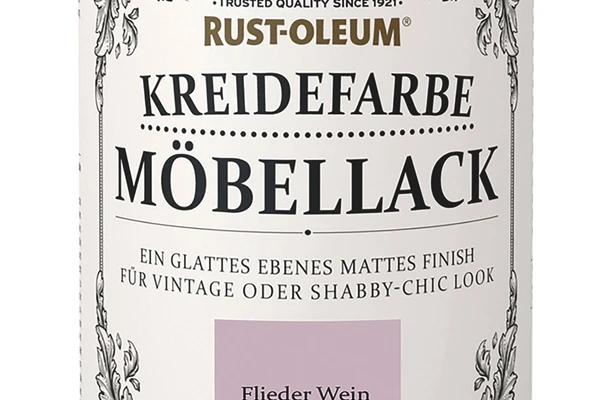 • TRUSTED QUALITY SINCE 1921 •
RUST-OLEUM®
KREIDEFARBE
MÖBELLACK
EIN GLATTES EBENES MATTES FINISH
FÜR VINTAGE ODER SHABBY-CHIC LOOK
Flieder Wein